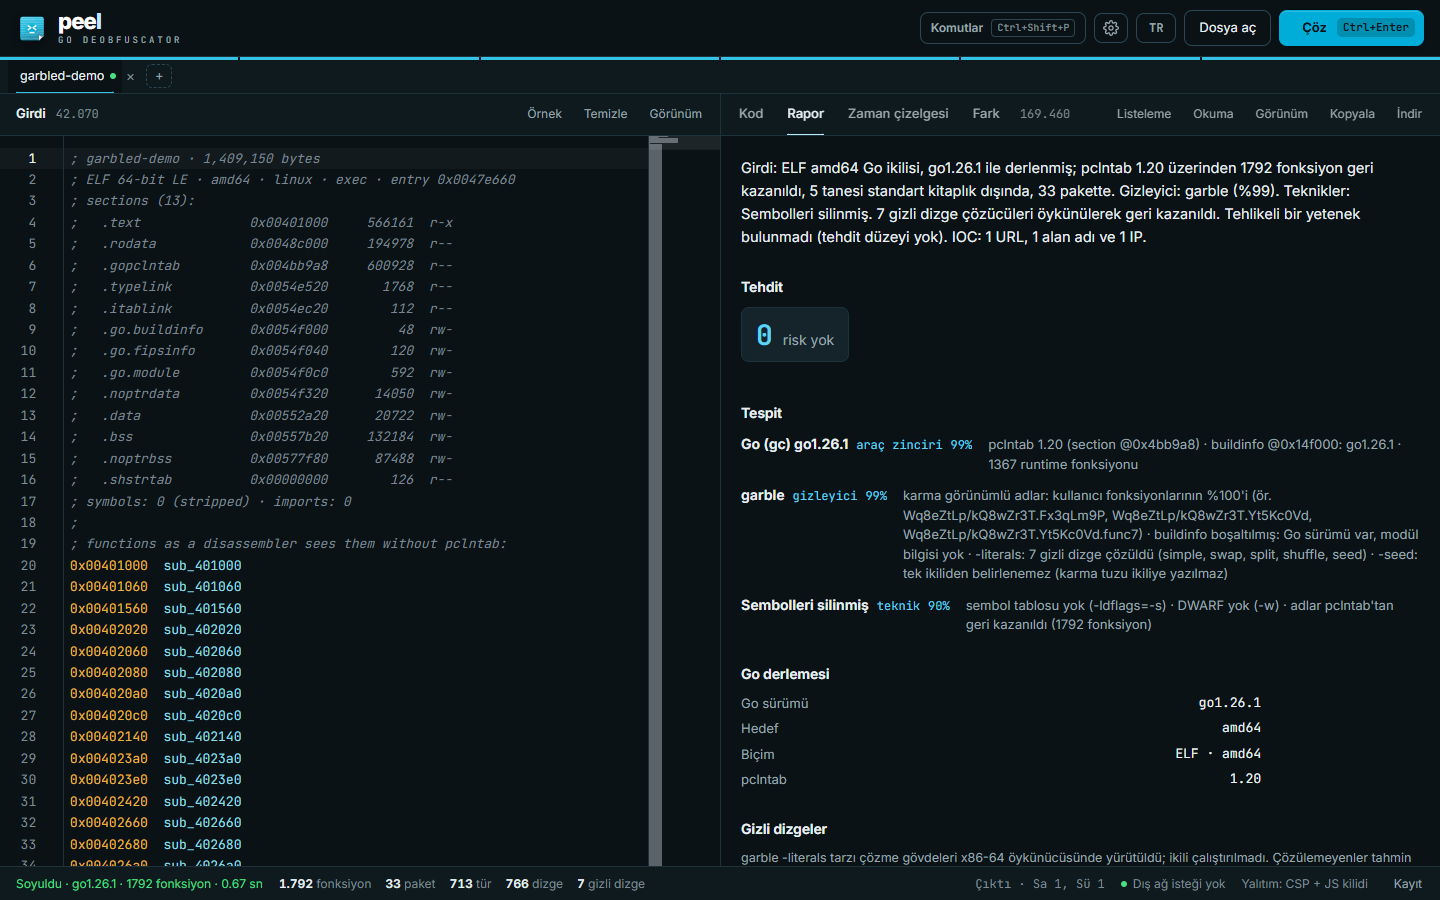 peel
GO DEOBFUSCATOR
Komutlar Ctrl+Shift+P
TR
Dosya aç
Çöz Ctrl+Enter
garbled-demo × +
Girdi 42.070
Örnek Temizle Görünüm
Kod Rapor Zaman çizelgesi Fark 169.460
Listeleme Okuma Görünüm Kopyala İndir
1 ; garbled-demo · 1,409,150 bytes
2 ; ELF 64-bit LE · amd64 · linux · exec · entry 0x0047e660
3 ; sections (13):
4 ; .text 0x00401000 566161 r-x
5 ; .rodata 0x0048c000 194978 r--
6 ; .gopclntab 0x004bb9a8 600928 r--
7 ; .typelink 0x0054e520 1768 r--
8 ; .itablink 0x0054ec20 112 r--
9 ; .go.buildinfo 0x0054f000 48 rw-
10 ; .go.fipsinfo 0x0054f040 120 rw-
11 ; .go.module 0x0054f0c0 592 rw-
12 ; .noptrdata 0x0054f320 14050 rw-
13 ; .data 0x00552a20 20722 rw-
14 ; .bss 0x00557b20 132184 rw-
15 ; .noptrbss 0x00577f80 87488 rw-
16 ; .shstrtab 0x00000000 126 r--
17 ; symbols: 0 (stripped) · imports: 0
18 ;
19 ; functions as a disassembler sees them without pclntab:
20 0x00401000 sub_401000
21 0x00401060 sub_401060
22 0x00401560 sub_401560
23 0x00402020 sub_402020
24 0x00402060 sub_402060
25 0x00402080 sub_402080
26 0x004020a0 sub_4020a0
27 0x004020c0 sub_4020c0
28 0x00402140 sub_402140
29 0x004023a0 sub_4023a0
30 0x004023e0 sub_4023e0
31 0x00402420 sub_402420
32 0x00402660 sub_402660
33 0x00402680 sub_402680
34 0x004026a0 sub_4026a0
Girdi: ELF amd64 Go ikilisi, go1.26.1 ile derlenmiş; pclntab 1.20 üzerinden 1792 fonksiyon geri
kazanıldı, 5 tanesi standart kitaplık dışında, 33 pakette. Gizleyici: garble (%99). Teknikler:
Sembolleri silinmiş. 7 gizli dizge çözücüleri öykünülerek geri kazanıldı. Tehlikeli bir yetenek
bulunmadı (tehdit düzeyi yok). IOC: 1 URL, 1 alan adı ve 1 IP.
Tehdit
0 risk yok
Tespit
Go (gc) go1.26.1 araç zinciri 99% pclntab 1.20 (section @0x4bb9a8) · buildinfo @0x14f000: go1.26.1 ·
1367 runtime fonksiyonu
garble gizleyici 99% karma görünümlü adlar: kullanıcı fonksiyonlarının %100'i (ör.
Wq8eZtLp/kQ8wZr3T.Fx3qLm9P, Wq8eZtLp/kQ8wZr3T.Yt5Kc0Vd,
Wq8eZtLp/kQ8wZr3T.Yt5Kc0Vd.func7) · buildinfo boşaltılmış: Go sürümü var, modül
bilgisi yok · -literals: 7 gizli dizge çözüldü (simple, swap, split, shuffle, seed) · -seed:
tek ikiliden belirlenemez (karma tuzu ikiliye yazılmaz)
Sembolleri silinmiş teknik 90% sembol tablosu yok (-ldflags=-s) · DWARF yok (-w) · adlar pclntab'tan
geri kazanıldı (1792 fonksiyon)
Go derlemesi
Go sürümü go1.26.1
Hedef amd64
Biçim ELF · amd64
pclntab 1.20
Gizli dizgeler
garble -literals tarzı çözme gövdeleri x86-64 öykünücüsünde yürütüldü; ikili çalıştırılmadı. Çözülemeyenler tahmin
Soyuldu · go1.26.1 · 1792 fonksiyon · 0.67 sn 1.792 fonksiyon 33 paket 713 tür 766 dizge 7 gizli dizge
Çıktı · Sa 1, Sü 1 Dış ağ isteği yok Yalıtım: CSP + JS kilidi Kayıt